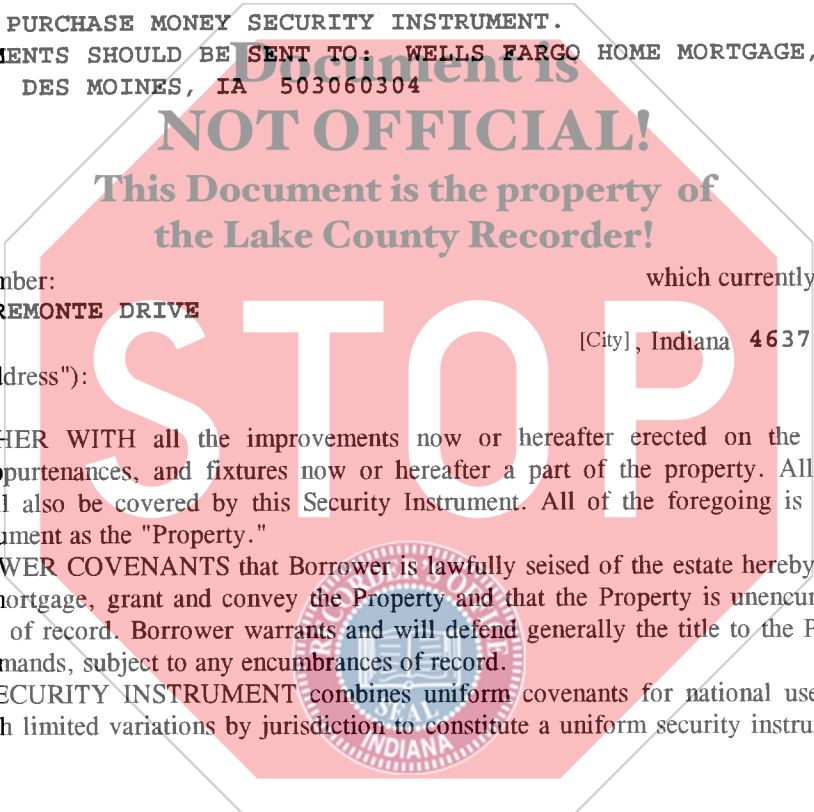 PURCHASE MONEY SECURITY INSTRUMENT.
MENTS SHOULD BE SENT TO: WELLS FARGO HOME MORTGAGE,
DES MOINES, IA 503060304
Document is
NOT OFFICIAL!
This Document is the property of
the Lake County Recorder!
mber: which currently
REMONTE DRIVE
[City], Indiana 4637
ddress"):
STOP
HER WITH all the improvements now or hereafter erected on the
ppurtenances, and fixtures now or hereafter a part of the property. All
l also be covered by this Security Instrument. All of the foregoing is
ument as the "Property."
WER COVENANTS that Borrower is lawfully seised of the estate hereby
mortgage, grant and convey the Property and that the Property is unencum
of record. Borrower warrants and will defend generally the title to the P
mands, subject to any encumbrances of record.
ECURITY INSTRUMENT combines uniform covenants for national use
h limited variations by jurisdiction to constitute a uniform security instru
RECORDER'S OFFICE
SEAL
INDIANA